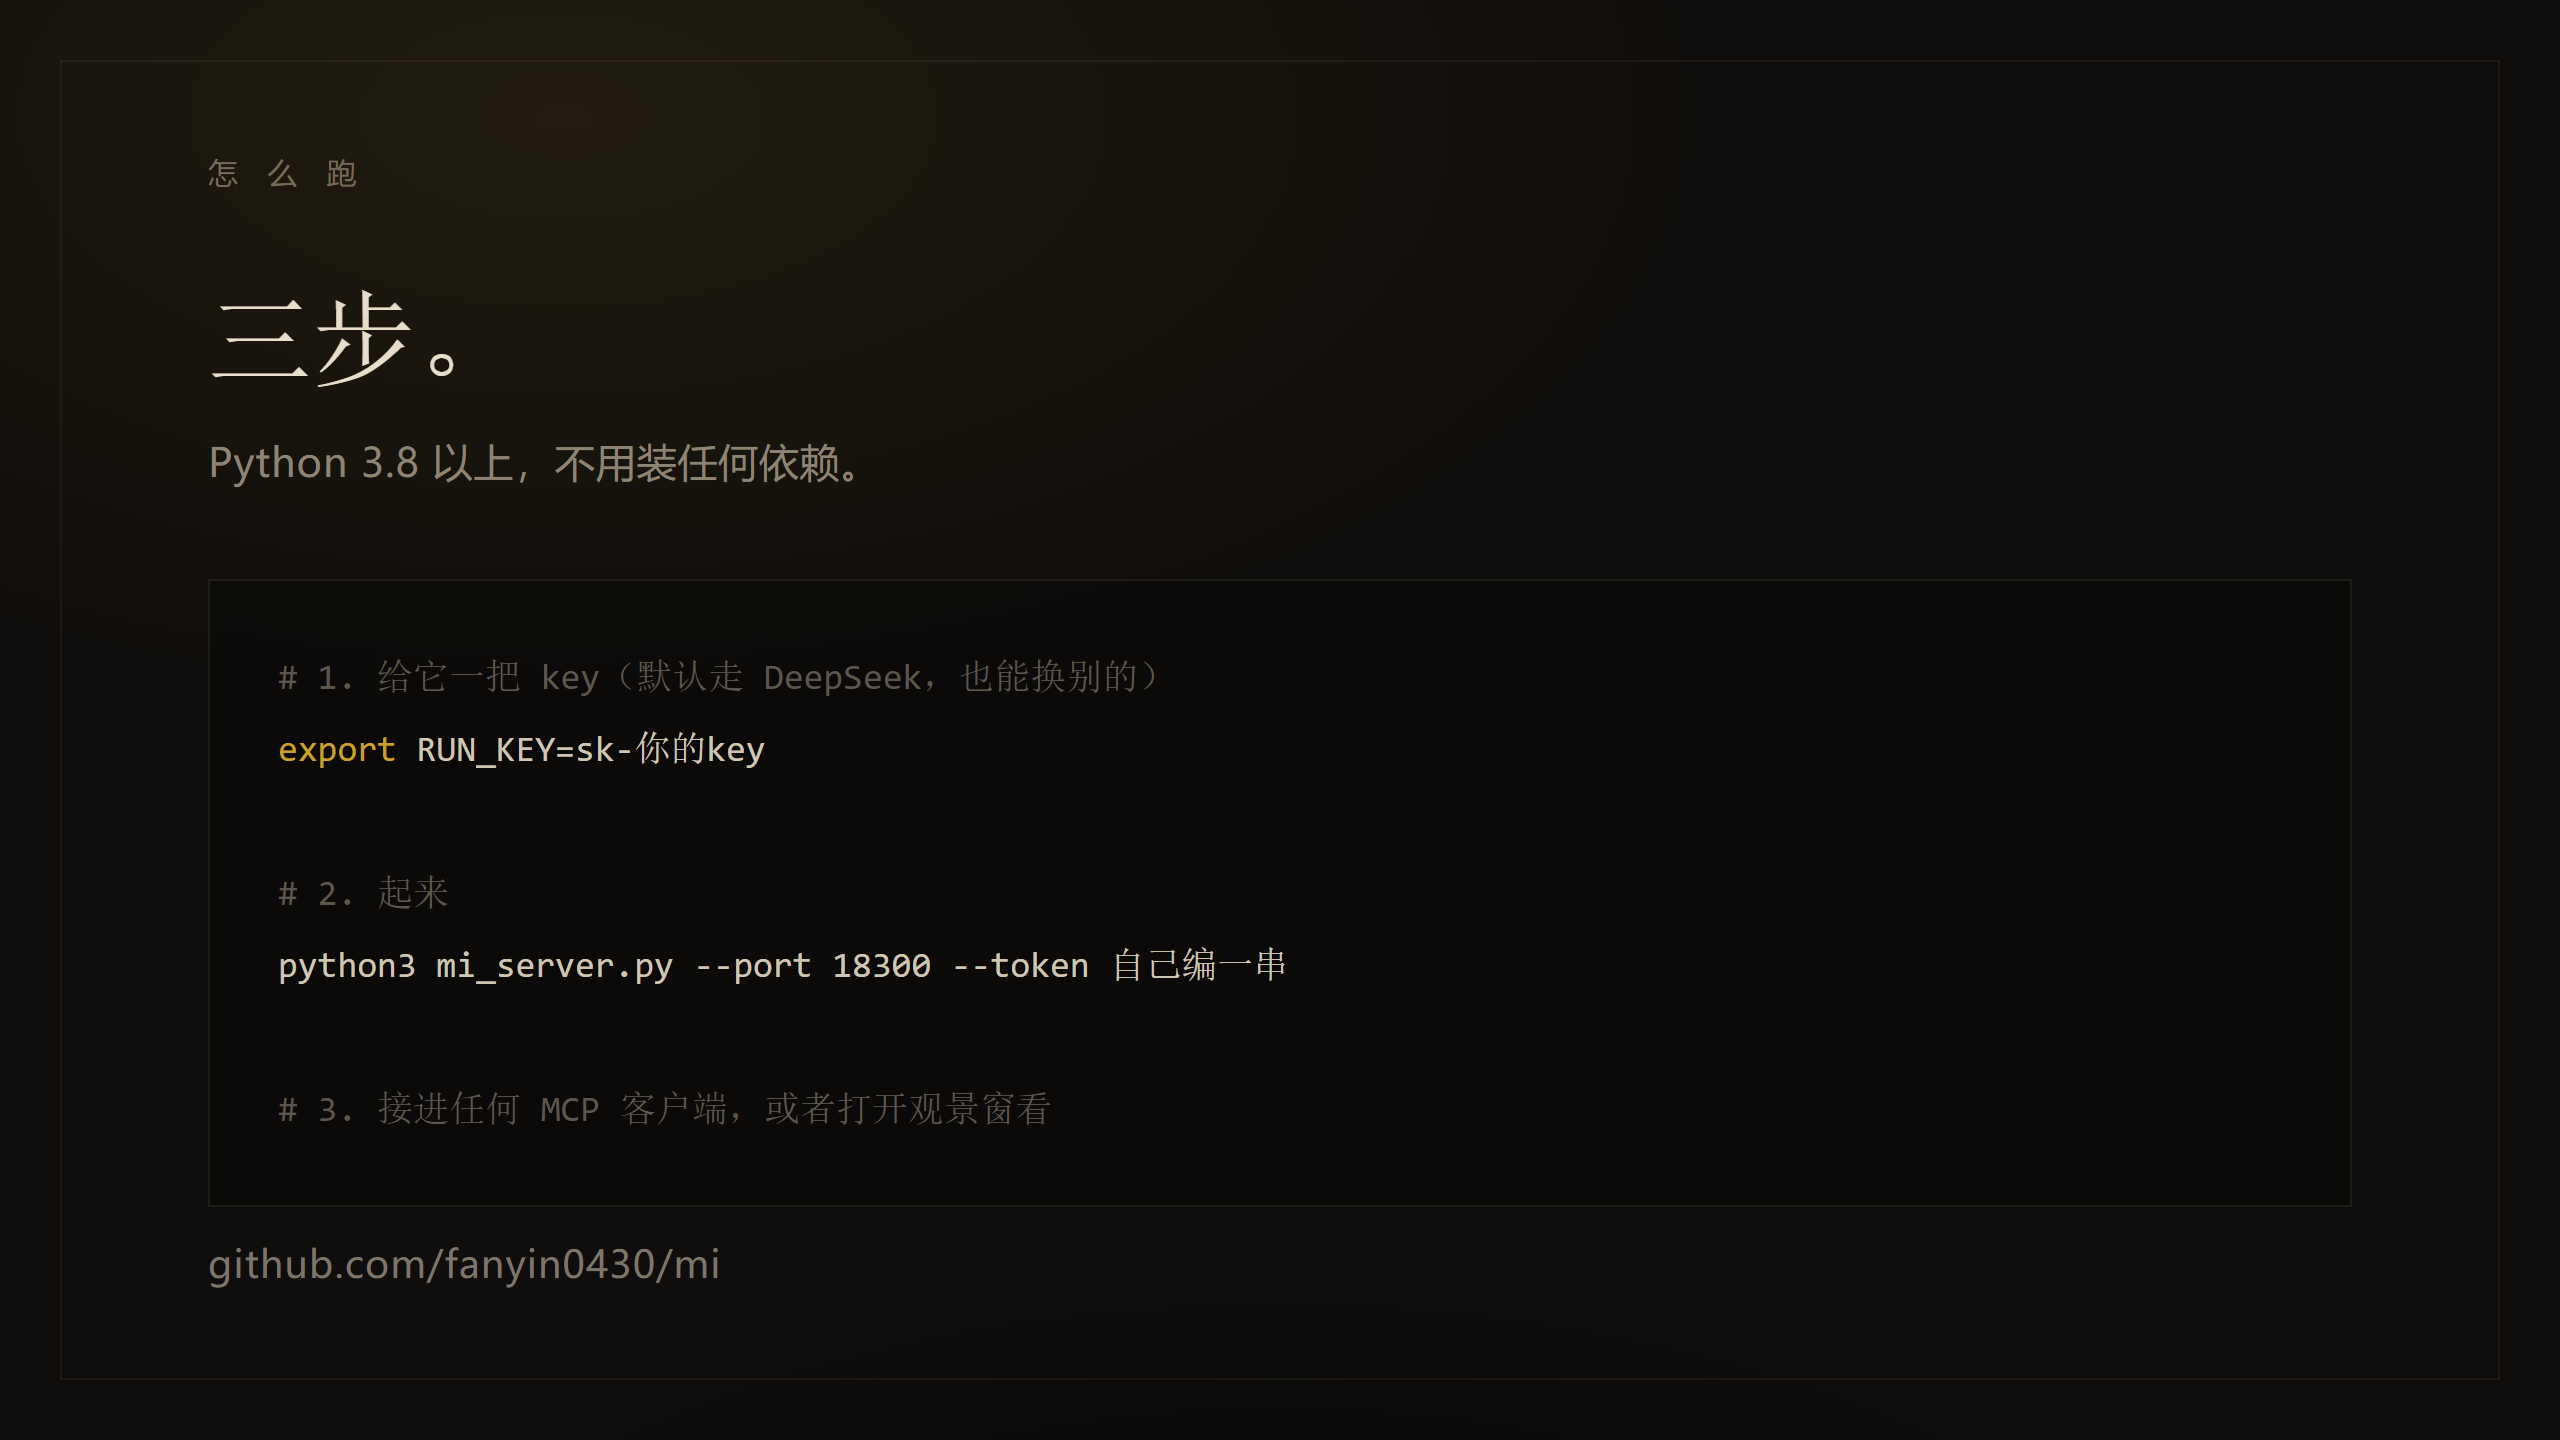 怎么跑
三步。
Python 3.8 以上，不用装任何依赖。
# 1. 给它一把 key（默认走 DeepSeek，也能换别的）
export RUN_KEY=sk-你的key
# 2. 起来
python3 mi_server.py --port 18300 --token 自己编一串
# 3. 接进任何 MCP 客户端，或者打开观景窗看
github.com/fanyin0430/mi